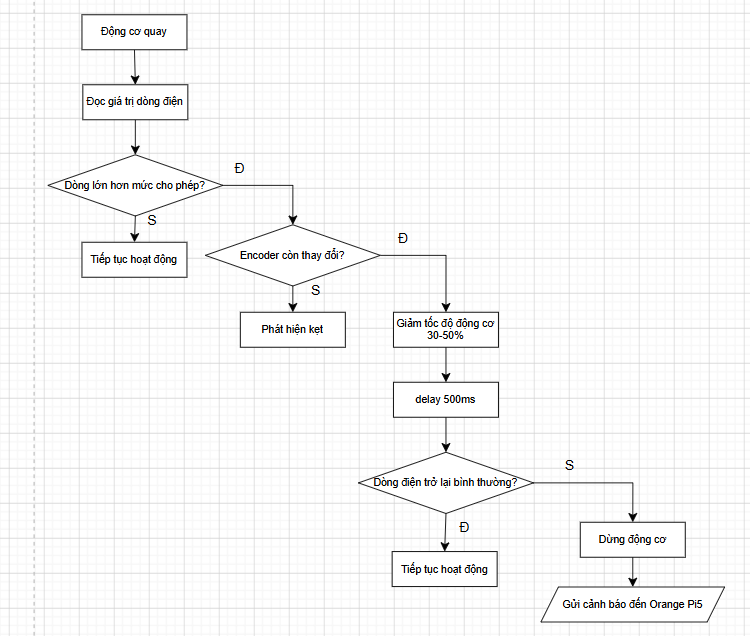 Động cơ quay
Đọc giá trị dòng điện
Đ
Dòng lớn hơn mức cho phép?
S
Tiếp tục hoạt động
Đ
Encoder còn thay đổi?
S
Phát hiện kẹt
Giảm tốc độ động cơ
30-50%
delay 500ms
S
Dòng điện trở lại bình thường?
Đ
Tiếp tục hoạt động
Dừng động cơ
Gửi cảnh báo đến Orange Pi5